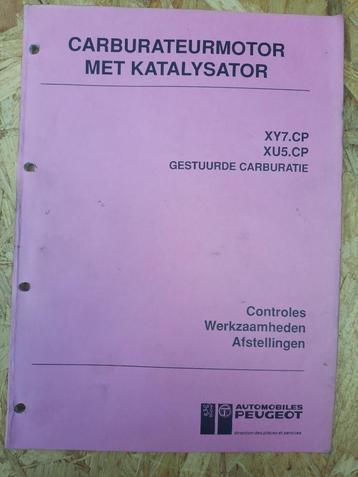 CARBURATEURMOTOR
MET KATALYSATOR
XY7.CP
XU5.CP
GESTUURDE CARBURATIE
Controles
Werkzaamheden
Afstellingen
AUTOMOBILES
PEUGEOT
direction des pièces et services